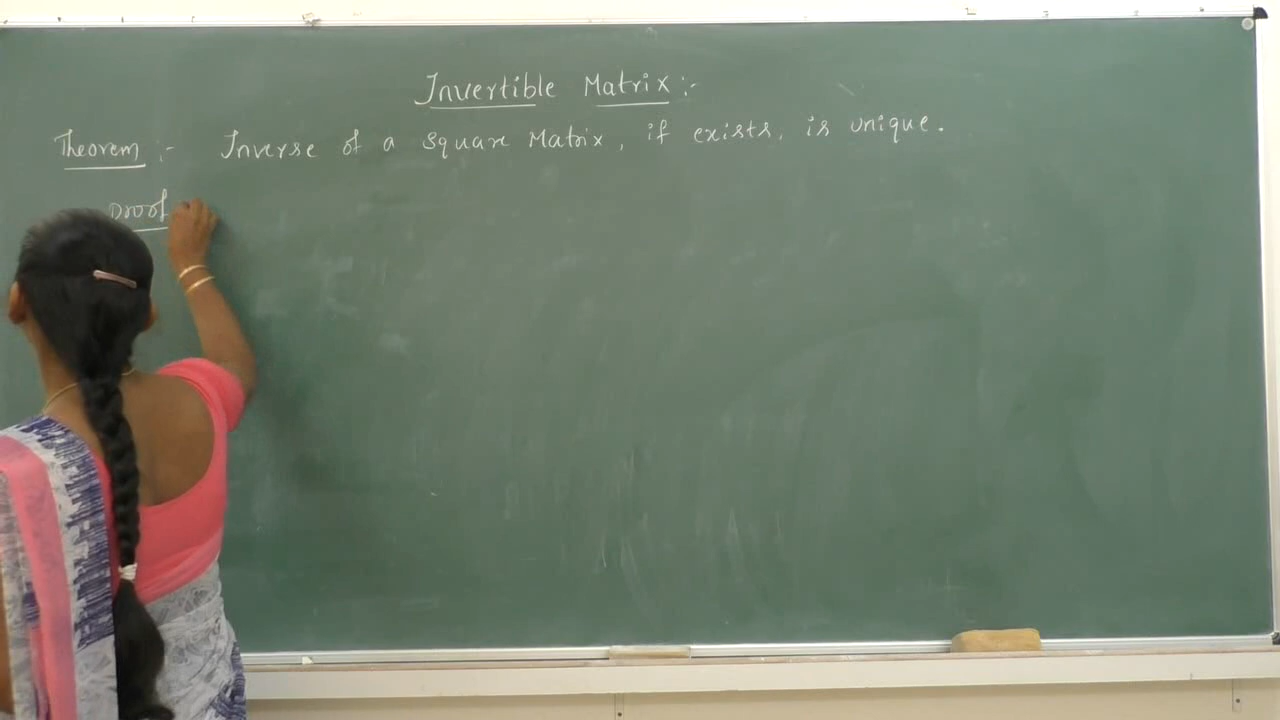 Invertible Matrix :-
Theorem :- Inverse of a square Matrix, if exists, is unique.
Proof